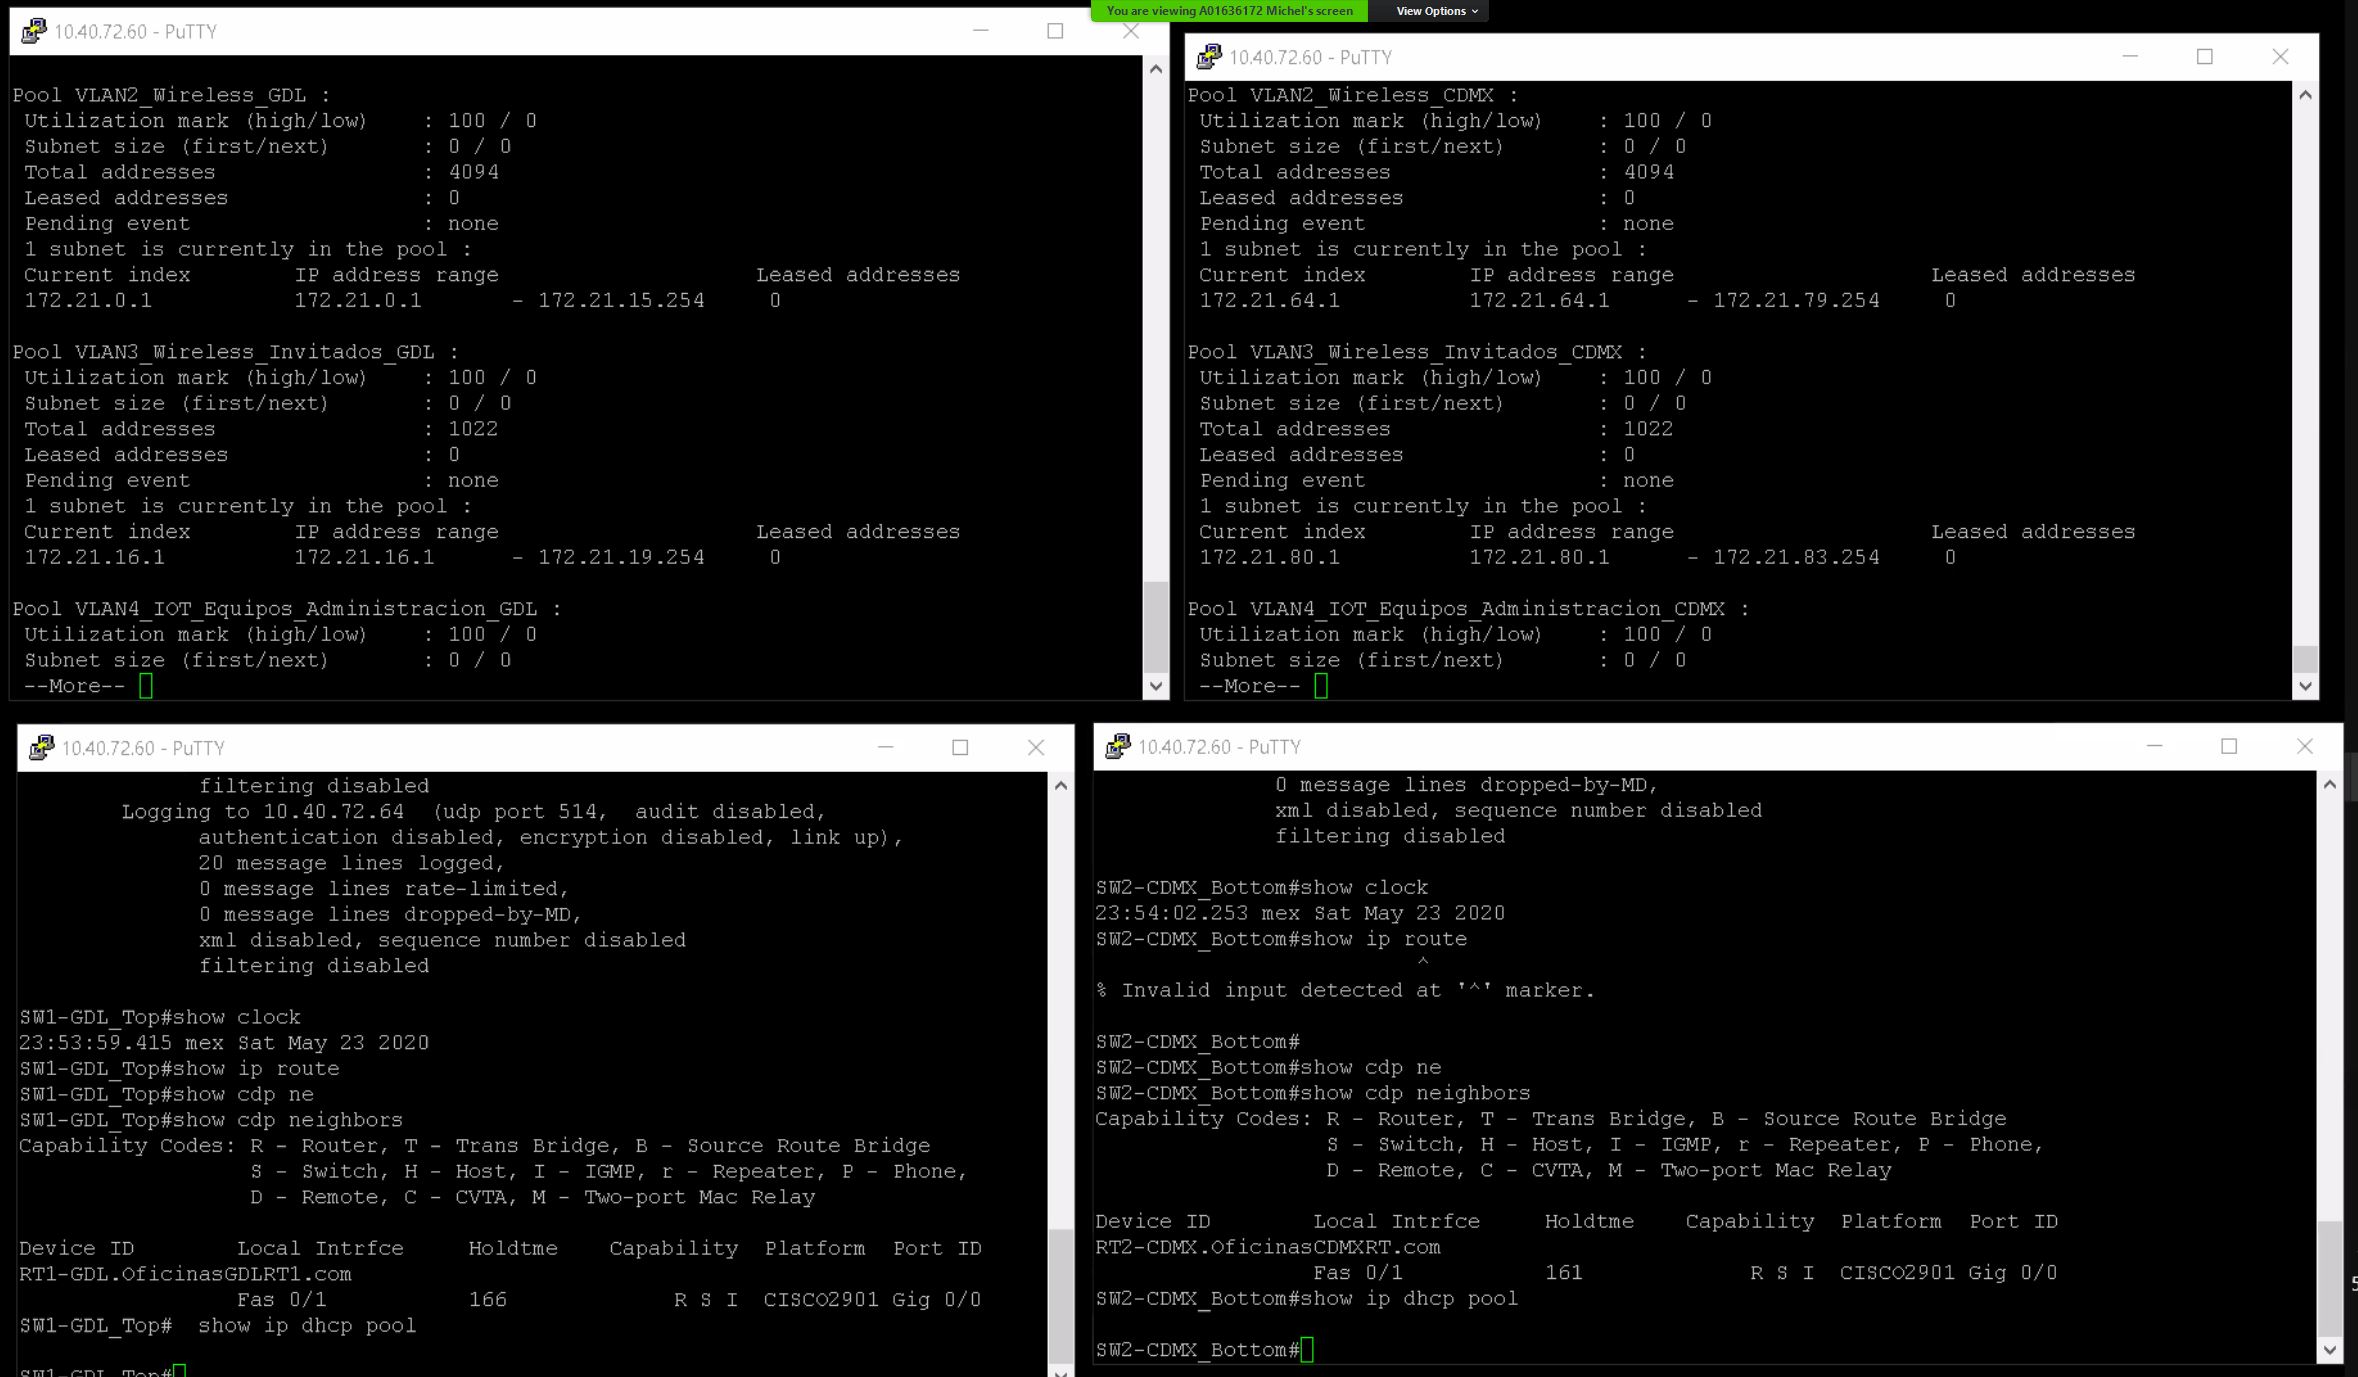 You are viewing A01636172 Michel's screen View Options
10.40.72.60 - PuTTY
Pool VLAN2_Wireless_GDL :
Utilization mark (high/low) : 100 / 0
Subnet size (first/next) : 0 / 0
Total addresses : 4094
Leased addresses : 0
Pending event : none
1 subnet is currently in the pool :
Current index IP address range Leased addresses
172.21.0.1 172.21.0.1 - 172.21.15.254 0
Pool VLAN3_Wireless_Invitados_GDL :
Utilization mark (high/low) : 100 / 0
Subnet size (first/next) : 0 / 0
Total addresses : 1022
Leased addresses : 0
Pending event : none
1 subnet is currently in the pool :
Current index IP address range Leased addresses
172.21.16.1 172.21.16.1 - 172.21.19.254 0
Pool VLAN4_IOT_Equipos_Administracion_GDL :
Utilization mark (high/low) : 100 / 0
Subnet size (first/next) : 0 / 0
--More--
10.40.72.60 - PuTTY
Pool VLAN2_Wireless_CDMX :
Utilization mark (high/low) : 100 / 0
Subnet size (first/next) : 0 / 0
Total addresses : 4094
Leased addresses : 0
Pending event : none
1 subnet is currently in the pool :
Current index IP address range Leased addresses
172.21.64.1 172.21.64.1 - 172.21.79.254 0
Pool VLAN3_Wireless_Invitados_CDMX :
Utilization mark (high/low) : 100 / 0
Subnet size (first/next) : 0 / 0
Total addresses : 1022
Leased addresses : 0
Pending event : none
1 subnet is currently in the pool :
Current index IP address range Leased addresses
172.21.80.1 172.21.80.1 - 172.21.83.254 0
Pool VLAN4_IOT_Equipos_Administracion_CDMX :
Utilization mark (high/low) : 100 / 0
Subnet size (first/next) : 0 / 0
--More--
10.40.72.60 - PuTTY
filtering disabled
Logging to 10.40.72.64 (udp port 514, audit disabled,
authentication disabled, encryption disabled, link up),
20 message lines logged,
0 message lines rate-limited,
0 message lines dropped-by-MD,
xml disabled, sequence number disabled
filtering disabled
SW1-GDL_Top#show clock
23:53:59.415 mex Sat May 23 2020
SW1-GDL_Top#show ip route
SW1-GDL_Top#show cdp ne
SW1-GDL_Top#show cdp neighbors
Capability Codes: R - Router, T - Trans Bridge, B - Source Route Bridge
S - Switch, H - Host, I - IGMP, r - Repeater, P - Phone,
D - Remote, C - CVTA, M - Two-port Mac Relay
Device ID Local Intrfce Holdtme Capability Platform Port ID
RT1-GDL.OficinasGDLRT1.com
Fas 0/1 166 R S I CISCO2901 Gig 0/0
SW1-GDL_Top# show ip dhcp pool
SW1-GDL_Top#
10.40.72.60 - PuTTY
0 message lines dropped-by-MD,
xml disabled, sequence number disabled
filtering disabled
SW2-CDMX_Bottom#show clock
23:54:02.253 mex Sat May 23 2020
SW2-CDMX_Bottom#show ip route
^
% Invalid input detected at '^' marker.
SW2-CDMX_Bottom#
SW2-CDMX_Bottom#show cdp ne
SW2-CDMX_Bottom#show cdp neighbors
Capability Codes: R - Router, T - Trans Bridge, B - Source Route Bridge
S - Switch, H - Host, I - IGMP, r - Repeater, P - Phone,
D - Remote, C - CVTA, M - Two-port Mac Relay
Device ID Local Intrfce Holdtme Capability Platform Port ID
RT2-CDMX.OficinasCDMXRT.com
Fas 0/1 161 R S I CISCO2901 Gig 0/0
SW2-CDMX_Bottom#show ip dhcp pool
SW2-CDMX_Bottom#